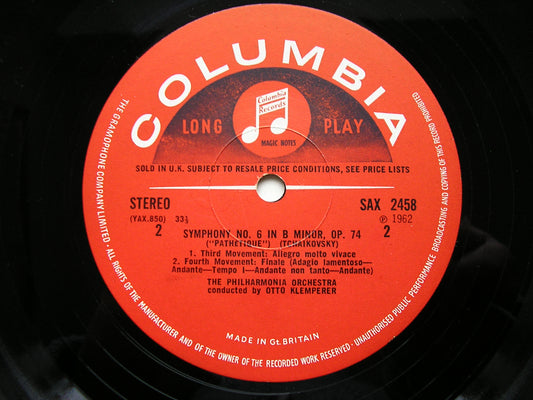 COLUMBIA
Columbia
Records
LONG PLAY
MAGIC NOTES
SOLD IN U.K. SUBJECT TO RESALE PRICE CONDITIONS, SEE PRICE LISTS
STEREO SAX 2458
(YAX.850) 33⅓ ℗ 1962
2 2
SYMPHONY NO. 6 IN B MINOR, OP. 74
("PATHETIQUE") (TCHAIKOVSKY)
1. Third Movement: Allegro molto vivace
2. Fourth Movement: Finale (Adagio lamentoso—
Andante—Tempo I—Andante non tanto—Andante)
THE PHILHARMONIA ORCHESTRA
conducted by OTTO KLEMPERER
MADE IN Gt. BRITAIN
THE GRAMOPHONE COMPANY LIMITED · ALL RIGHTS OF THE MANUFACTURER AND OF THE OWNER OF THE RECORDED WORK RESERVED · UNAUTHORISED PUBLIC PERFORMANCE BROADCASTING AND COPYING OF THIS RECORD PROHIBITED